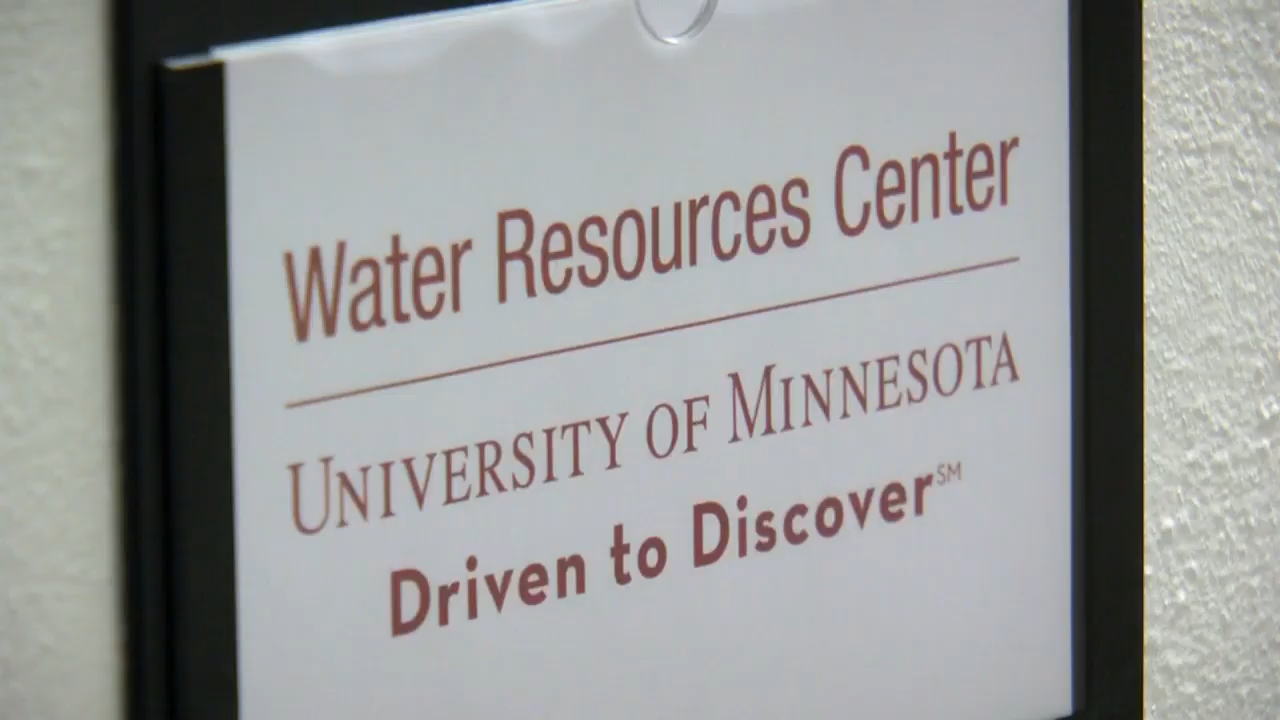 Water Resources Center
UNIVERSITY OF MINNESOTA
Driven to Discover℠